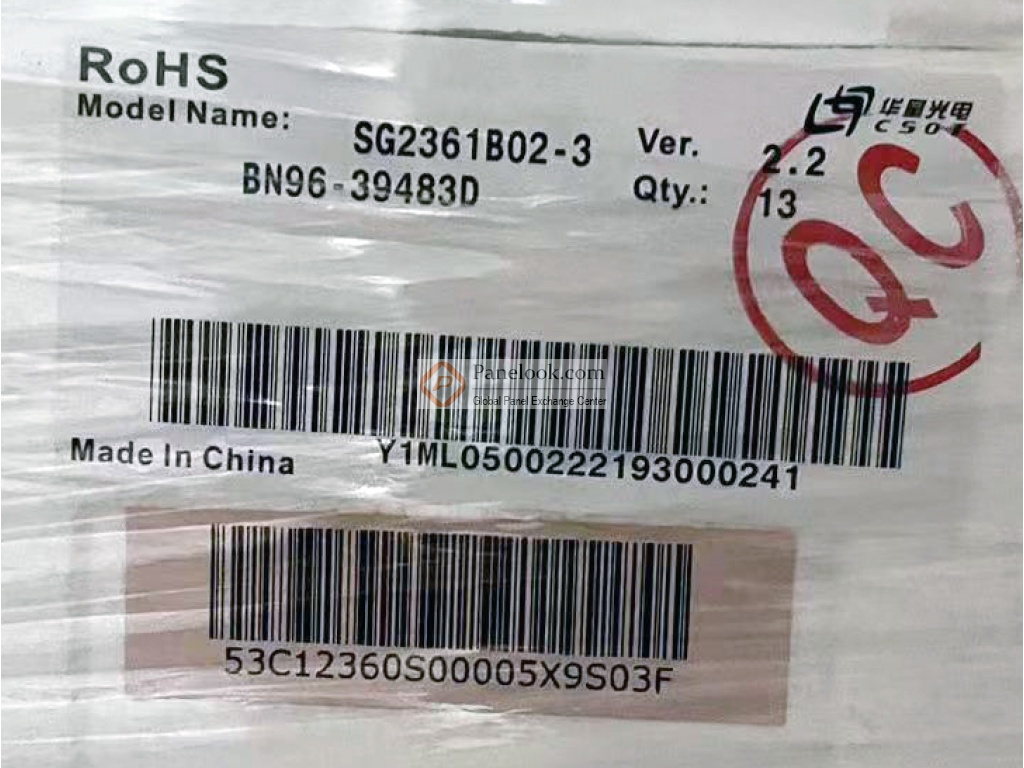 RoHS
华星光电
CSOT
Model Name: SG2361B02-3 Ver. 2.2
BN96-39483D Qty.: 13
QC
Panelook.com
Global Panel Exchange Center
Made In China Y1ML0500222193000241
53C12360S00005X9S03F